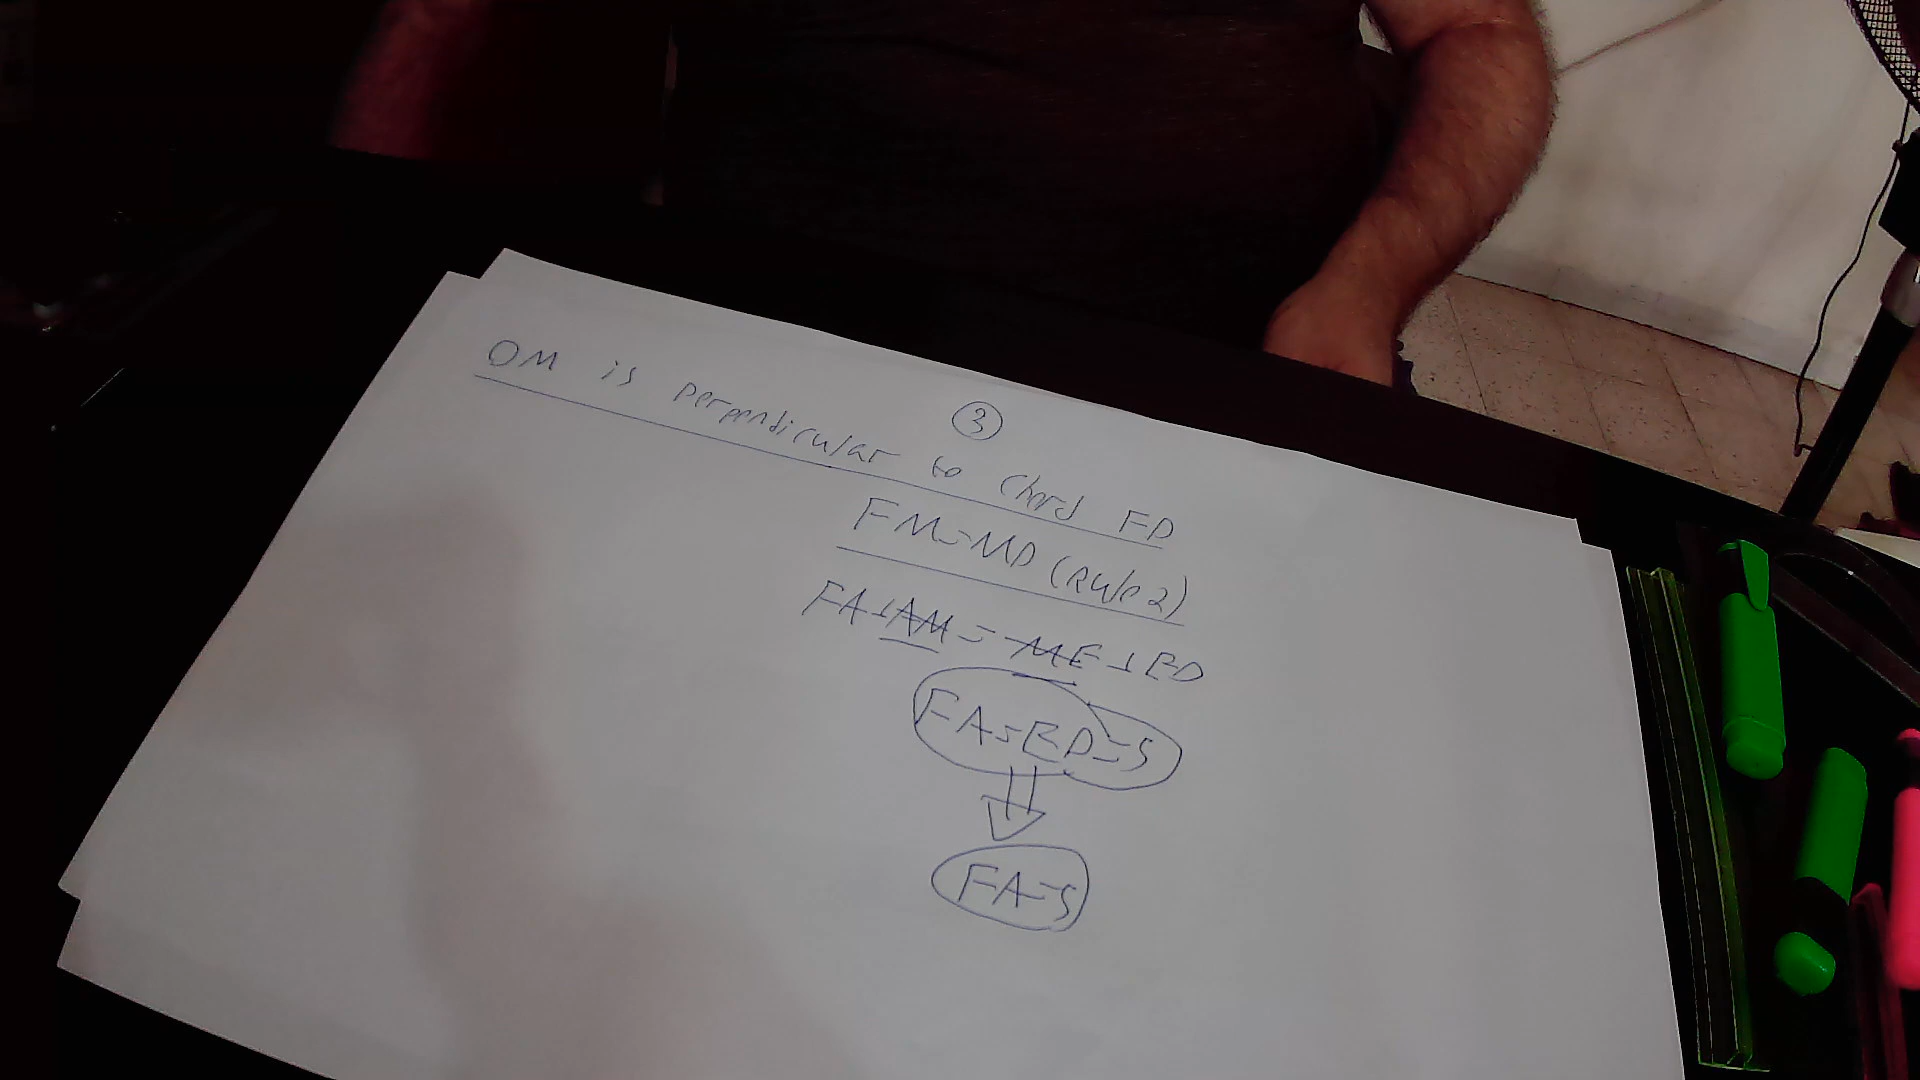 3
OM is perpendicular to Chord FD
FM=MD (Rule 2)
FA+AM=ME+ED
FA=ED=5
FA=5